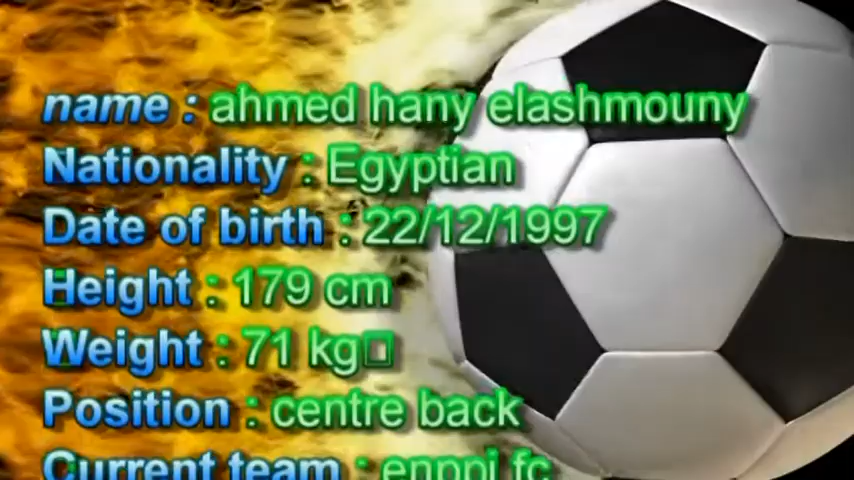 name : ahmed hany elashmouny
Nationality : Egyptian
Date of birth : 22/12/1997
Height : 179 cm
Weight : 71 kg
Position : centre back
Current team : enppi fc